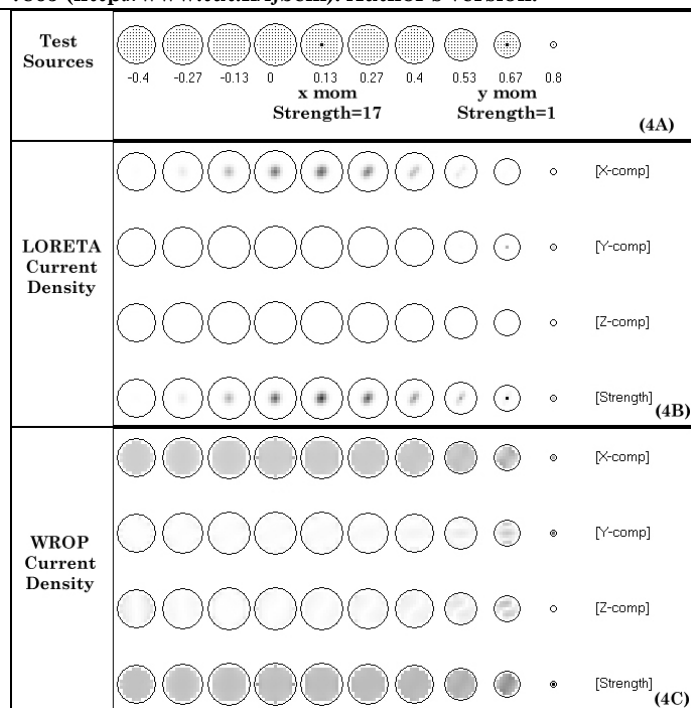 Test
Sources
-0.4 -0.27 -0.13 0 0.13 0.27 0.4 0.53 0.67 0.8
x mom y mom
Strength=17 Strength=1
(4A)
LORETA
Current
Density
[X-comp]
[Y-comp]
[Z-comp]
[Strength]
(4B)
WROP
Current
Density
[X-comp]
[Y-comp]
[Z-comp]
[Strength]
(4C)